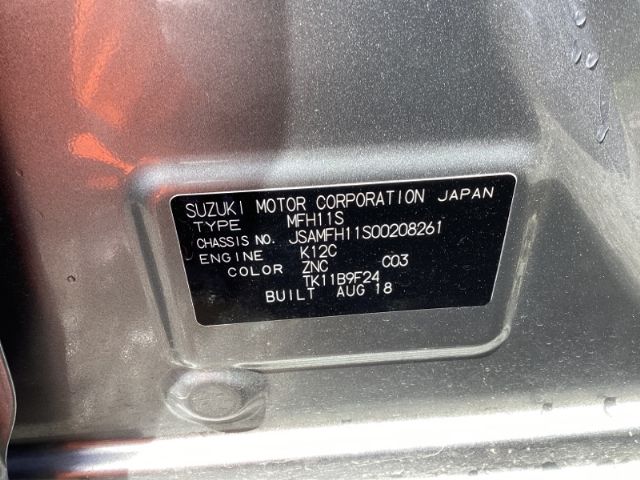 SUZUKI MOTOR CORPORATION JAPAN
TYPE MFH11S
CHASSIS NO. JSAMFH11S00208261
ENGINE K12C
COLOR ZNC C03
TK11B9F24
BUILT AUG 18